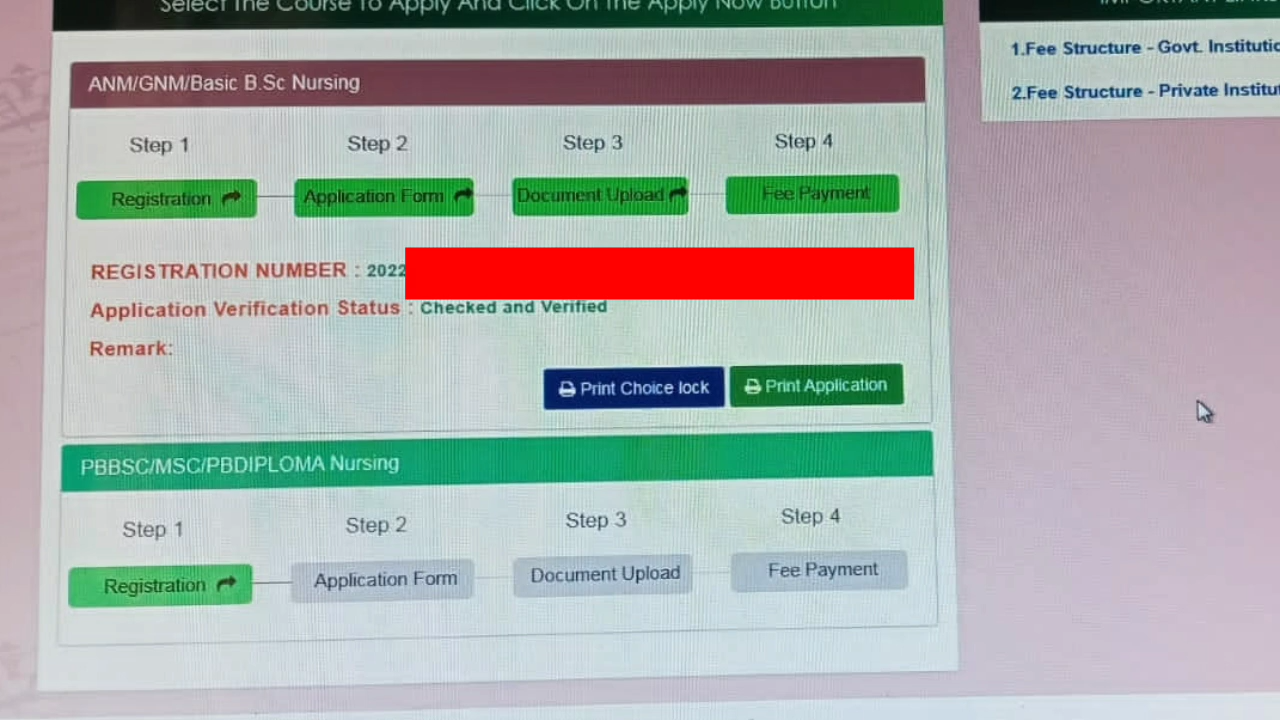 Select The Course To Apply And Click On The Apply Now Button
1.Fee Structure - Govt.
2.Fee Structure - Private
ANM/GNM/Basic B.Sc Nursing
Step 1 Step 2 Step 3 Step 4
Registration Application Form Document Upload Fee Payment
REGISTRATION NUMBER : 2022
Application Verification Status : Checked and Verified
Remark:
Print Choice lock Print Application
PBBSC/MSC/PBDIPLOMA Nursing
Step 1 Step 2 Step 3 Step 4
Registration Application Form Document Upload Fee Payment